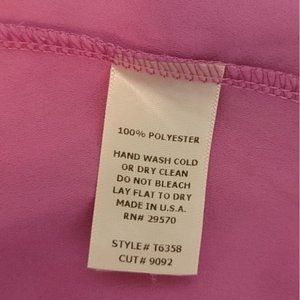 100% POLYESTER
HAND WASH COLD
OR DRY CLEAN
DO NOT BLEACH
LAY FLAT TO DRY
MADE IN U.S.A.
RN# 29570
STYLE# T6358
CUT# 9092